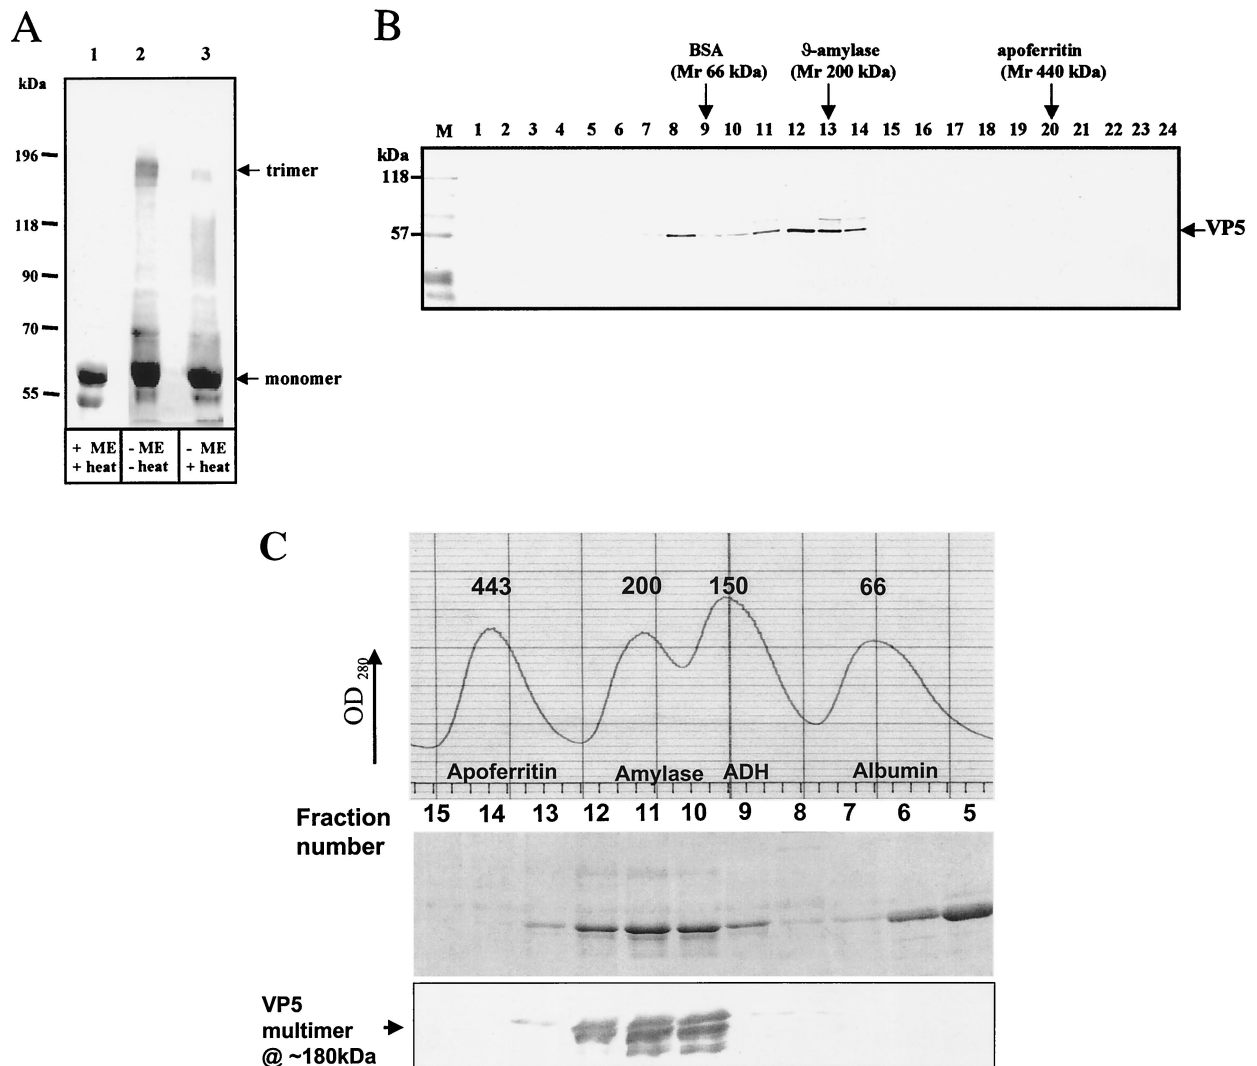 A
1 2 3
kDa
196
118
90
70
55
trimer
monomer
+ ME - ME - ME
+ heat - heat + heat
B
BSA ϑ-amylase apoferritin
(Mr 66 kDa) (Mr 200 kDa) (Mr 440 kDa)
M 1 2 3 4 5 6 7 8 9 10 11 12 13 14 15 16 17 18 19 20 21 22 23 24
kDa
118
57
VP5
C
443 200 150 66
OD280
Apoferritin Amylase ADH Albumin
Fraction number
15 14 13 12 11 10 9 8 7 6 5
VP5
multimer
@ ~180kDa